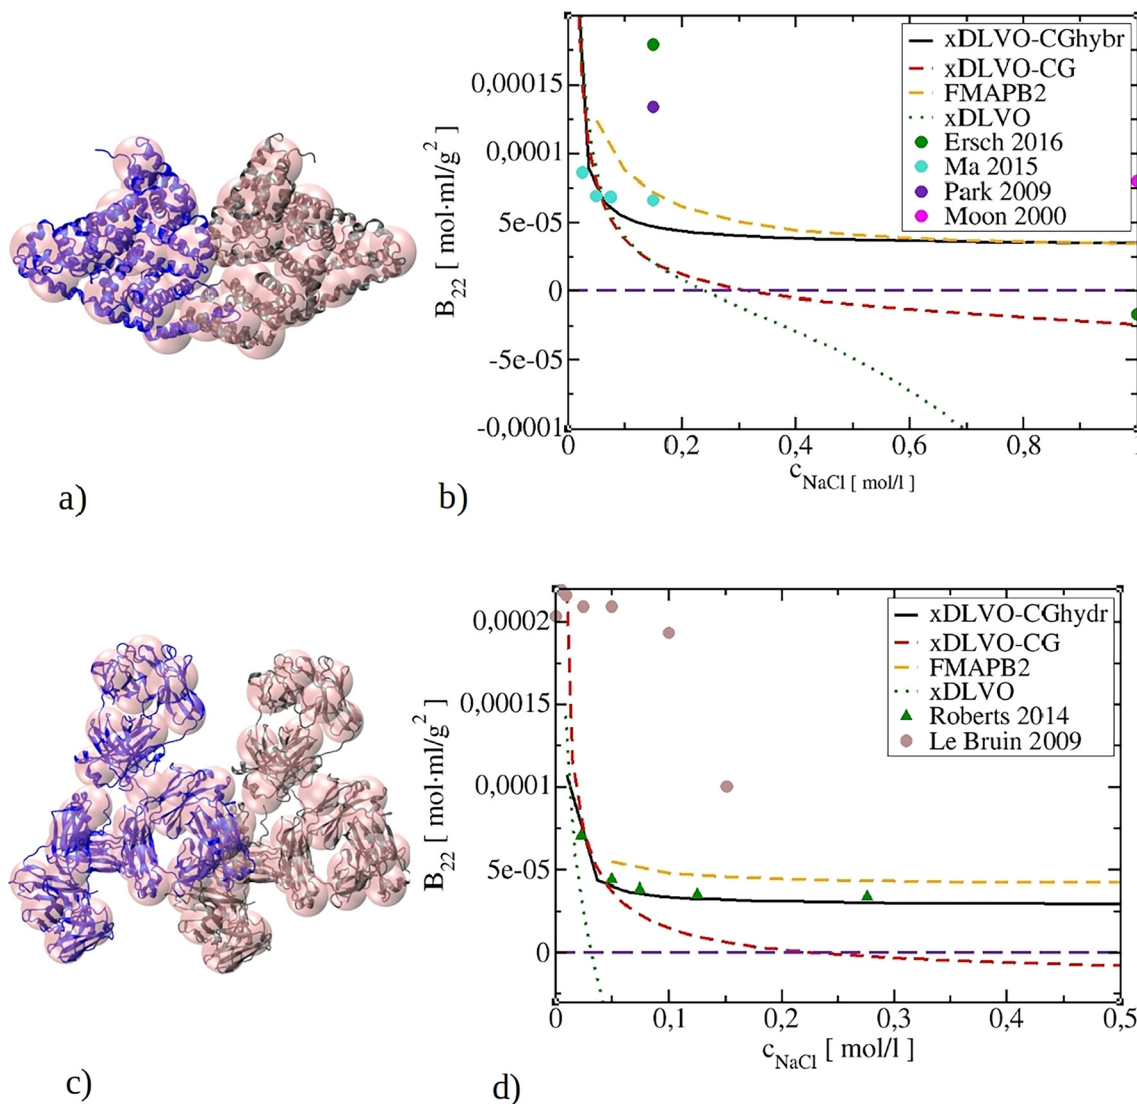 0,00015
0,0001
5e-05
0
-5e-05
-0,0001
B22 [ mol·ml/g2 ]
xDLVO-CGhybr
xDLVO-CG
FMAPB2
xDLVO
Ersch 2016
Ma 2015
Park 2009
Moon 2000
0 0,2 0,4 0,6 0,8
cNaCl [ mol/l ]
a)
b)
0,0002
0,00015
0,0001
5e-05
0
B22 [ mol·ml/g2 ]
xDLVO-CGhydr
xDLVO-CG
FMAPB2
xDLVO
Roberts 2014
Le Bruin 2009
0 0,1 0,2 0,3 0,4 0,5
cNaCl [ mol/l ]
c)
d)